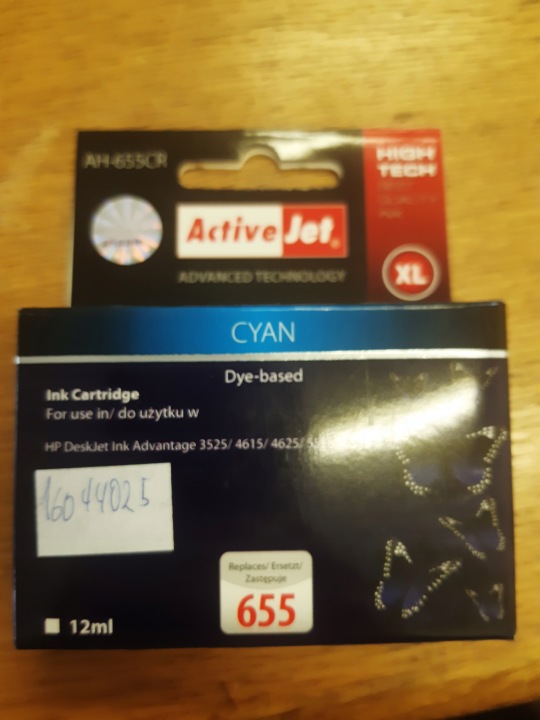 AH-655CR
HIGH
TECH
ActiveJet®
ADVANCED TECHNOLOGY
XL
CYAN
Dye-based
Ink Cartridge
For use in/ do użytku w
HP DeskJet Ink Advantage 3525/ 4615/ 4625/
16044025
Replaces/ Ersetzt/
Zastępuje
655
12ml